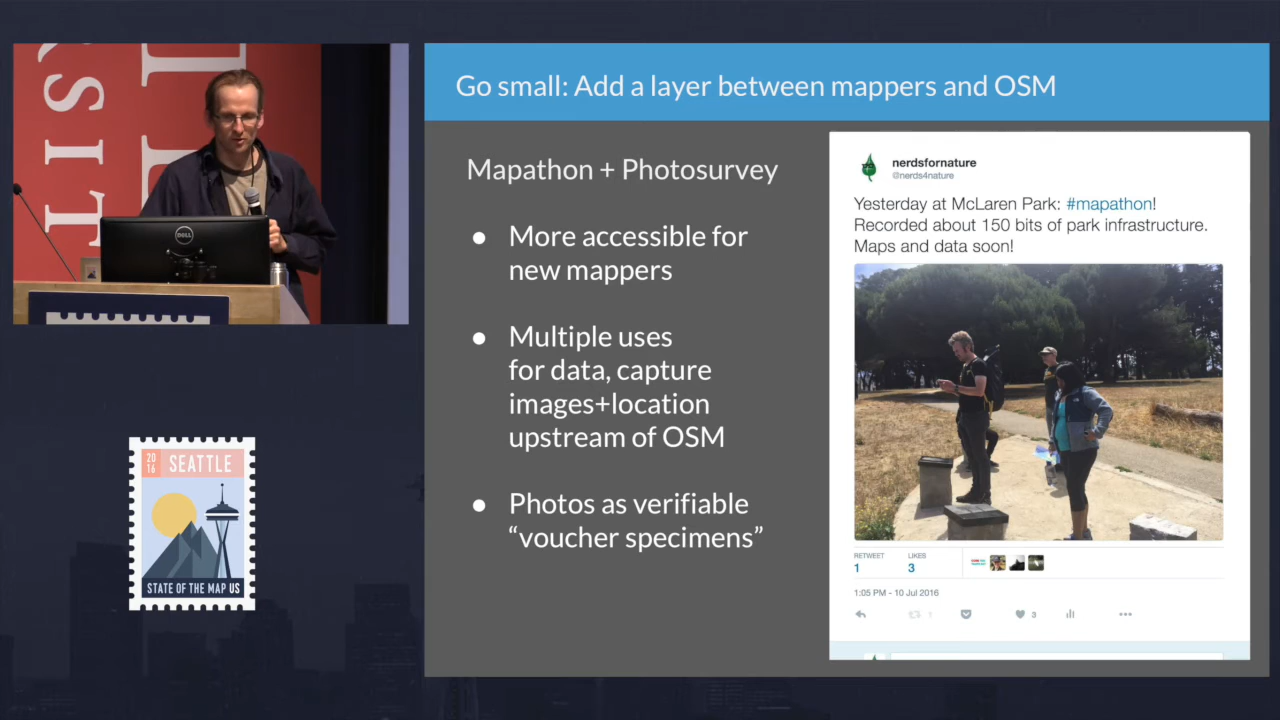 Go small: Add a layer between mappers and OSM
Mapathon + Photosurvey
● More accessible for
new mappers
● Multiple uses
for data, capture
images+location
upstream of OSM
● Photos as verifiable
“voucher specimens”
nerdsfornature
@nerds4nature
Yesterday at McLaren Park: #mapathon!
Recorded about 150 bits of park infrastructure.
Maps and data soon!
RETWEET
1
LIKES
3
1:05 PM - 10 Jul 2016
1
3
DELL
2016
SEATTLE
STATE OF THE MAP US